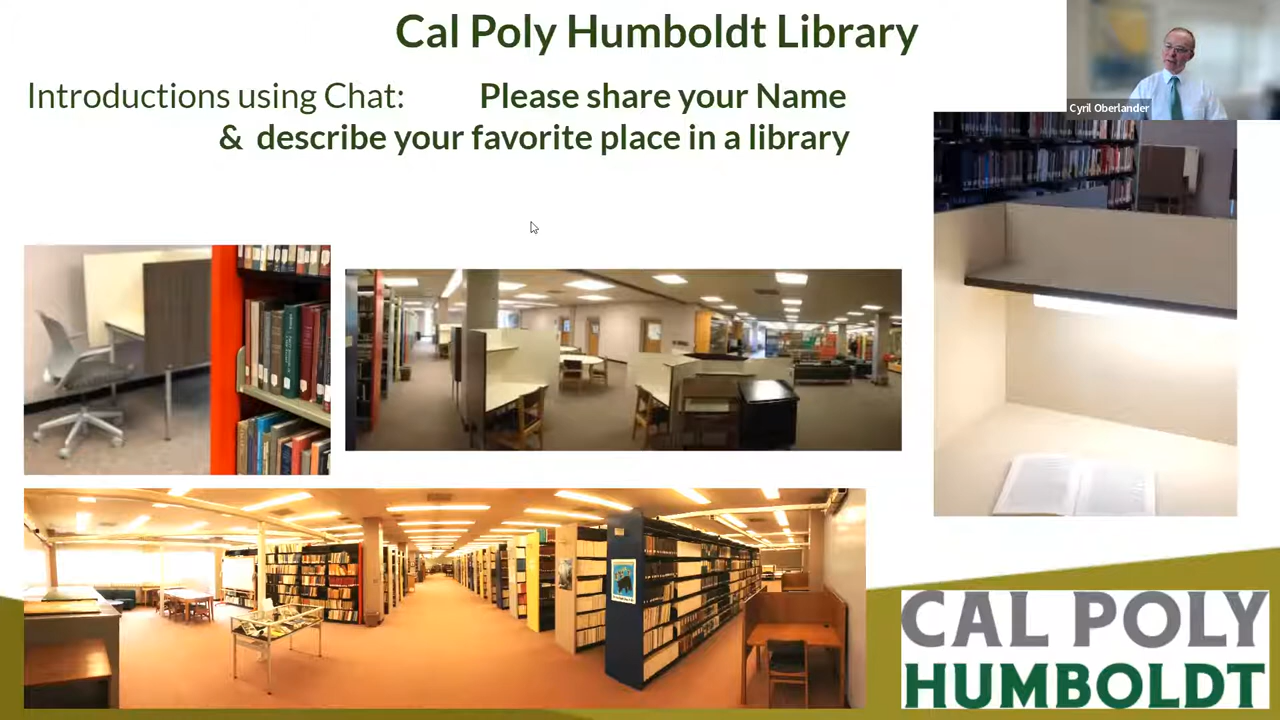 Cal Poly Humboldt Library
Introductions using Chat: Please share your Name
& describe your favorite place in a library
Cyril Oberlander
CAL POLY
HUMBOLDT